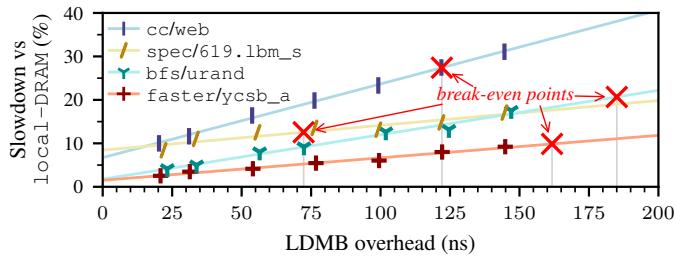 Slowdown vs
local-DRAM (%)
40
30
20
10
0
cc/web
spec/619.lbm_s
bfs/urand
faster/ycsb_a
break-even points
0 25 50 75 100 125 150 175 200
LDMB overhead (ns)